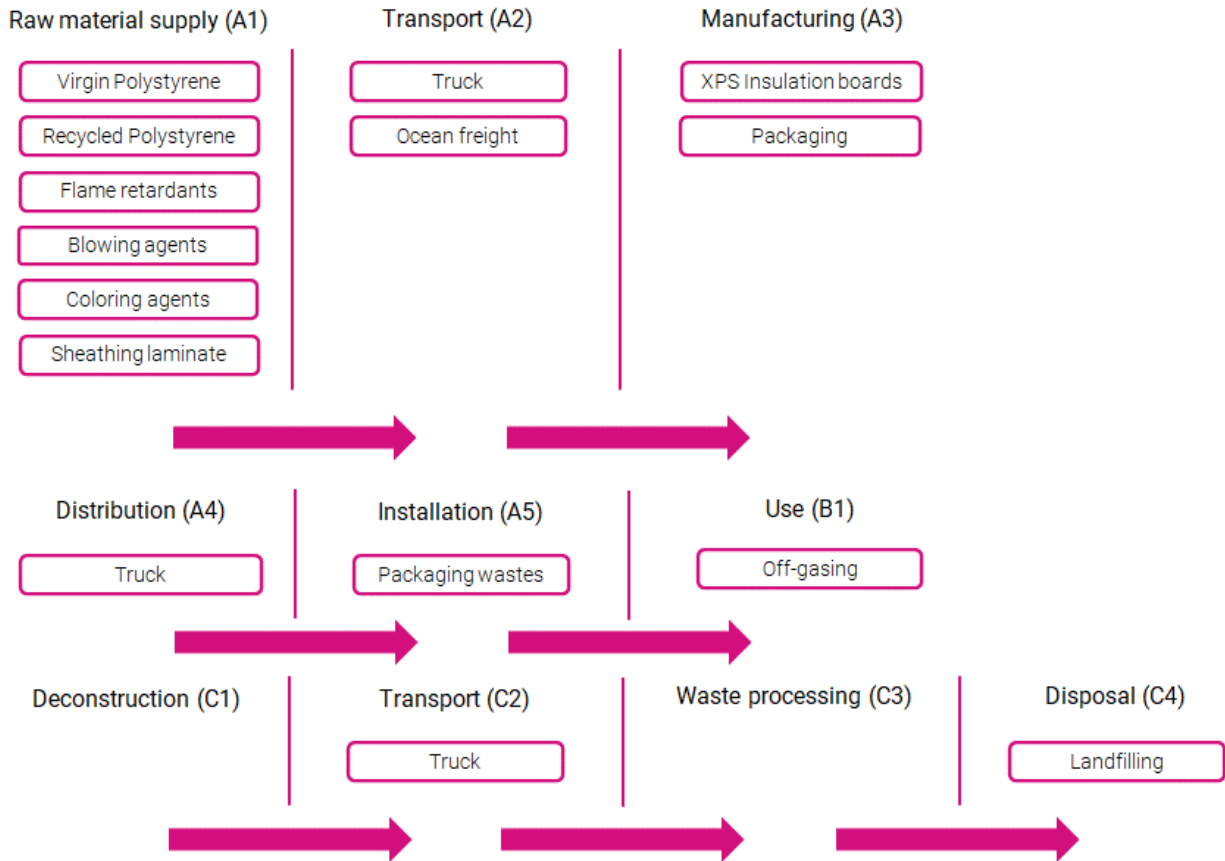 Raw material supply (A1)
Transport (A2)
Manufacturing (A3)
Virgin Polystyrene
Truck
XPS Insulation boards
Recycled Polystyrene
Ocean freight
Packaging
Flame retardants
Blowing agents
Coloring agents
Sheathing laminate
Distribution (A4)
Installation (A5)
Use (B1)
Truck
Packaging wastes
Off-gasing
Deconstruction (C1)
Transport (C2)
Waste processing (C3)
Disposal (C4)
Truck
Landfilling